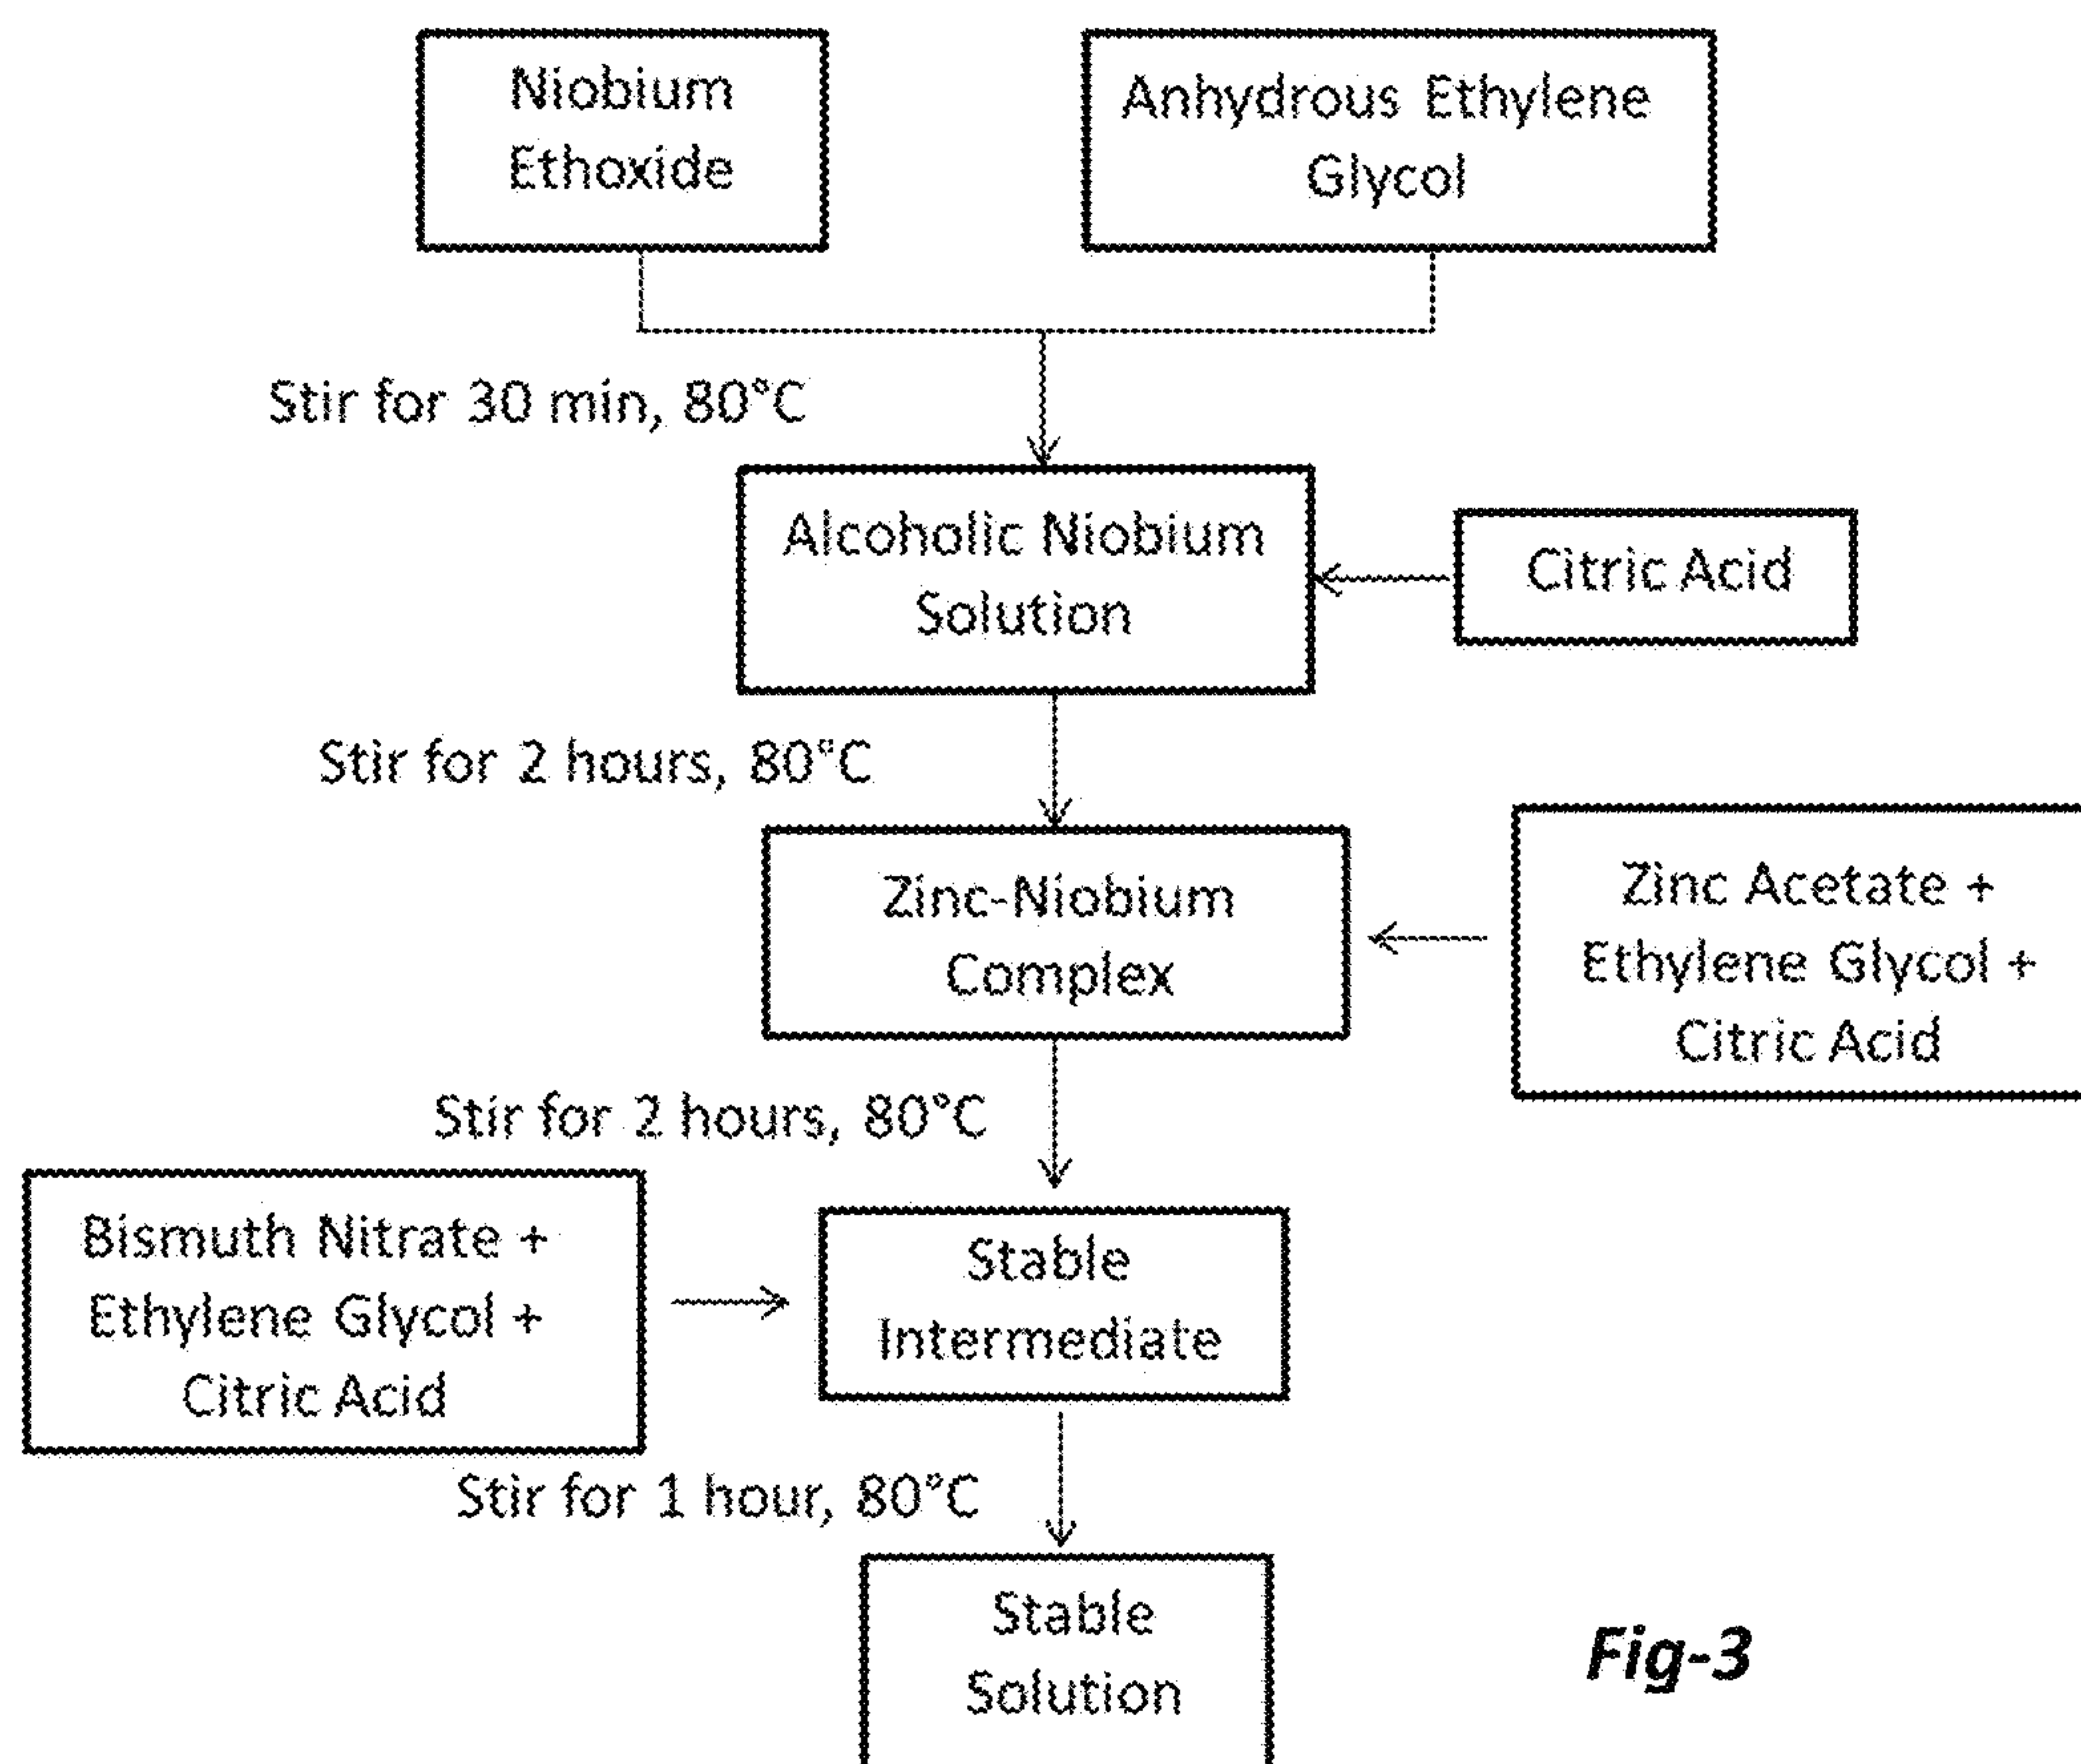 Niobium
Ethoxide
Anhydrous Ethylene
Glycol
Stir for 30 min, 80°C
Alcoholic Niobium
Solution
Citric Acid
Stir for 2 hours, 80°C
Zinc-Niobium
Complex
Zinc Acetate +
Ethylene Glycol +
Citric Acid
Stir for 2 hours, 80°C
Bismuth Nitrate +
Ethylene Glycol +
Citric Acid
Stable
Intermediate
Stir for 1 hour, 80°C
Stable
Solution
Fig-3